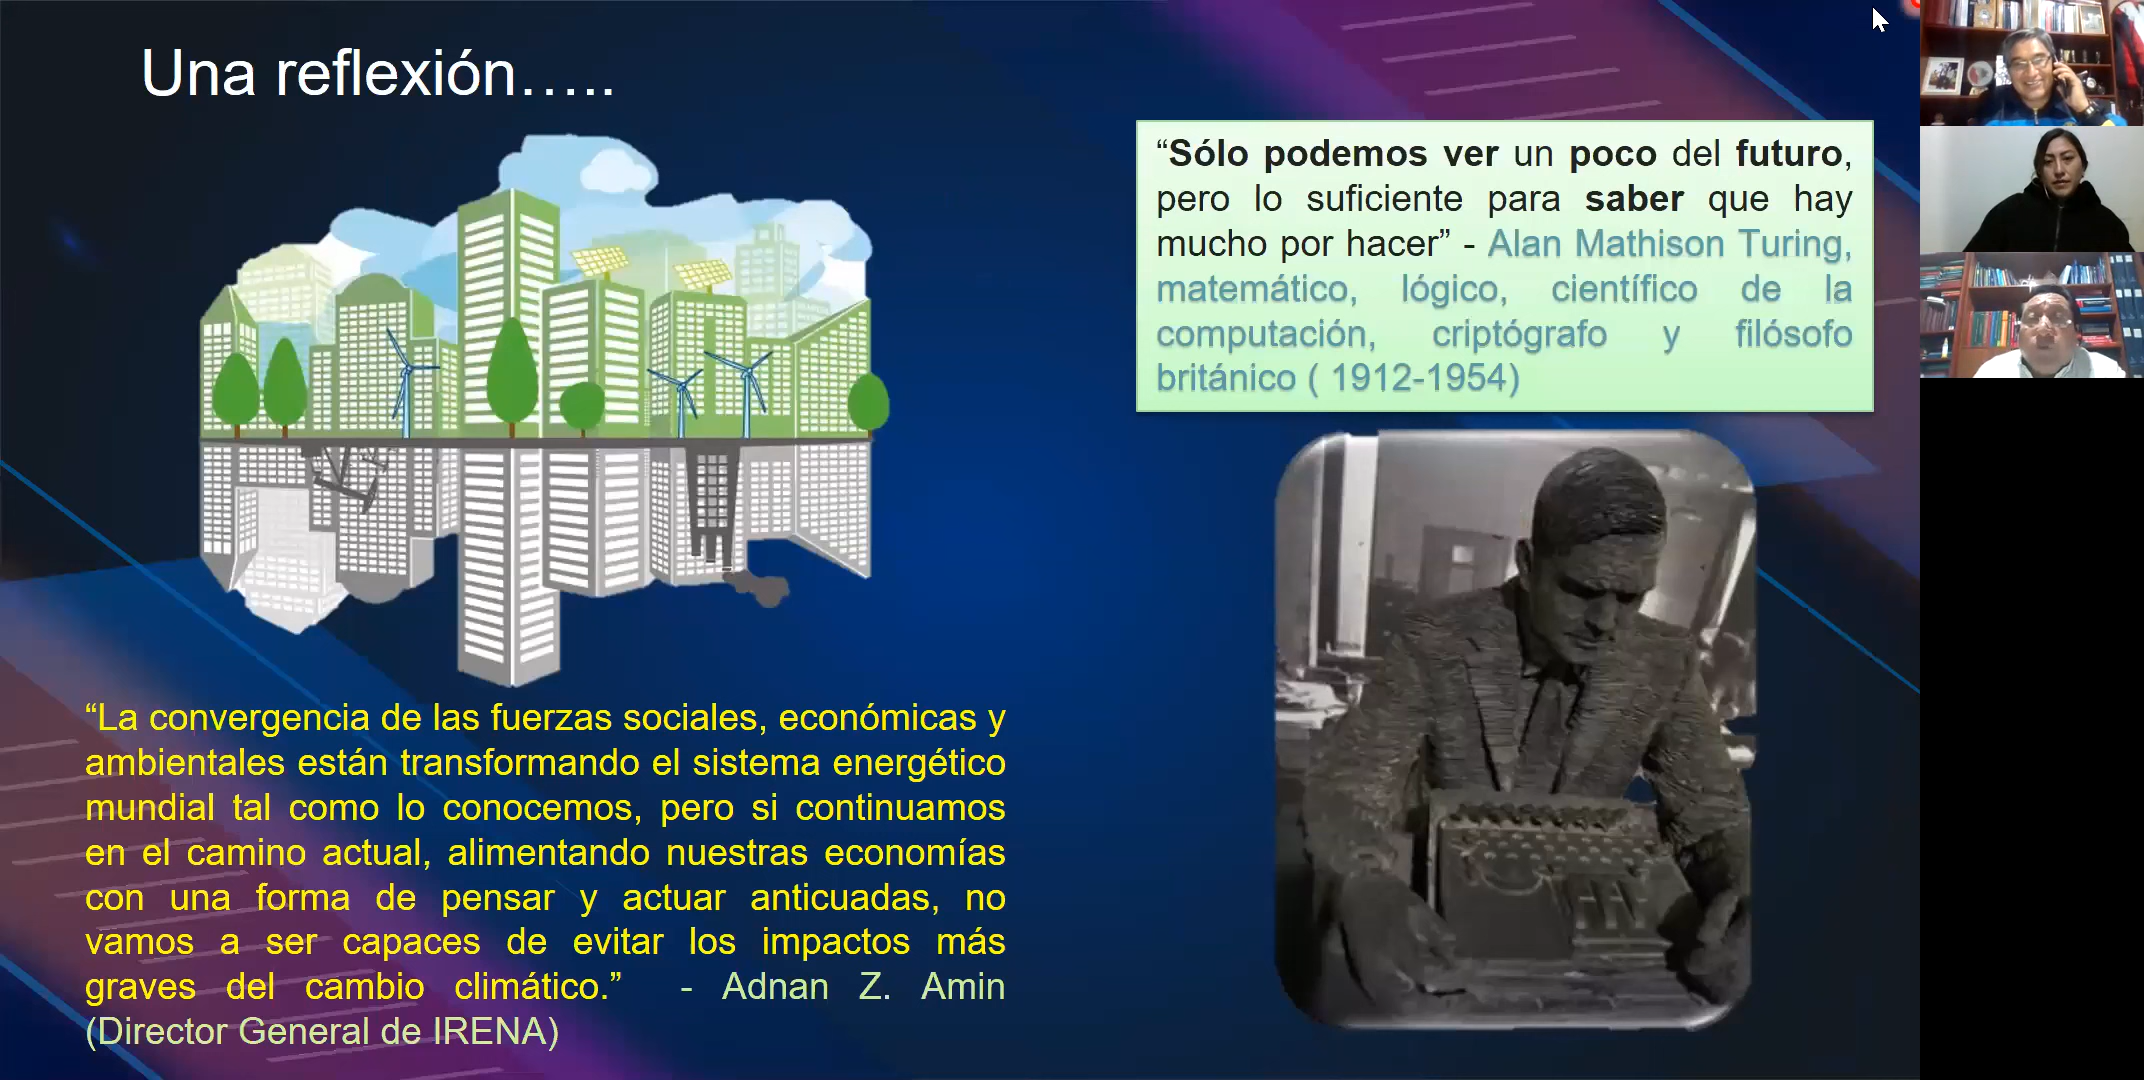 Una reflexión…..
“Sólo podemos ver un poco del futuro,
pero lo suficiente para saber que hay
mucho por hacer” - Alan Mathison Turing,
matemático, lógico, científico de la
computación, criptógrafo y filósofo
británico ( 1912-1954)
“La convergencia de las fuerzas sociales, económicas y
ambientales están transformando el sistema energético
mundial tal como lo conocemos, pero si continuamos
en el camino actual, alimentando nuestras economías
con una forma de pensar y actuar anticuadas, no
vamos a ser capaces de evitar los impactos más
graves del cambio climático.” - Adnan Z. Amin
(Director General de IRENA)